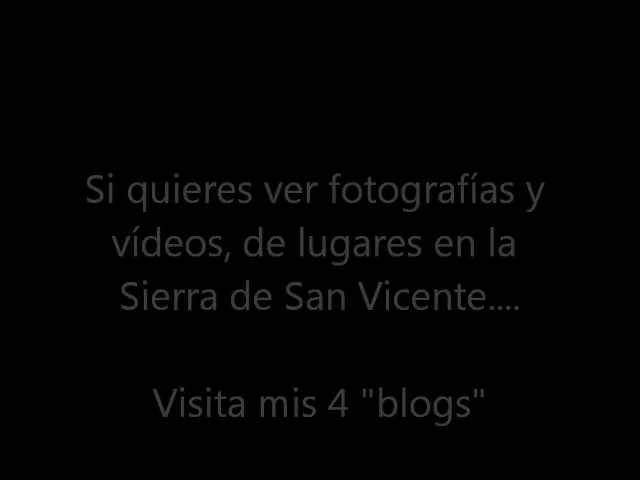 Si quieres ver fotografías y
vídeos, de lugares en la
Sierra de San Vicente....
Visita mis 4 "blogs"